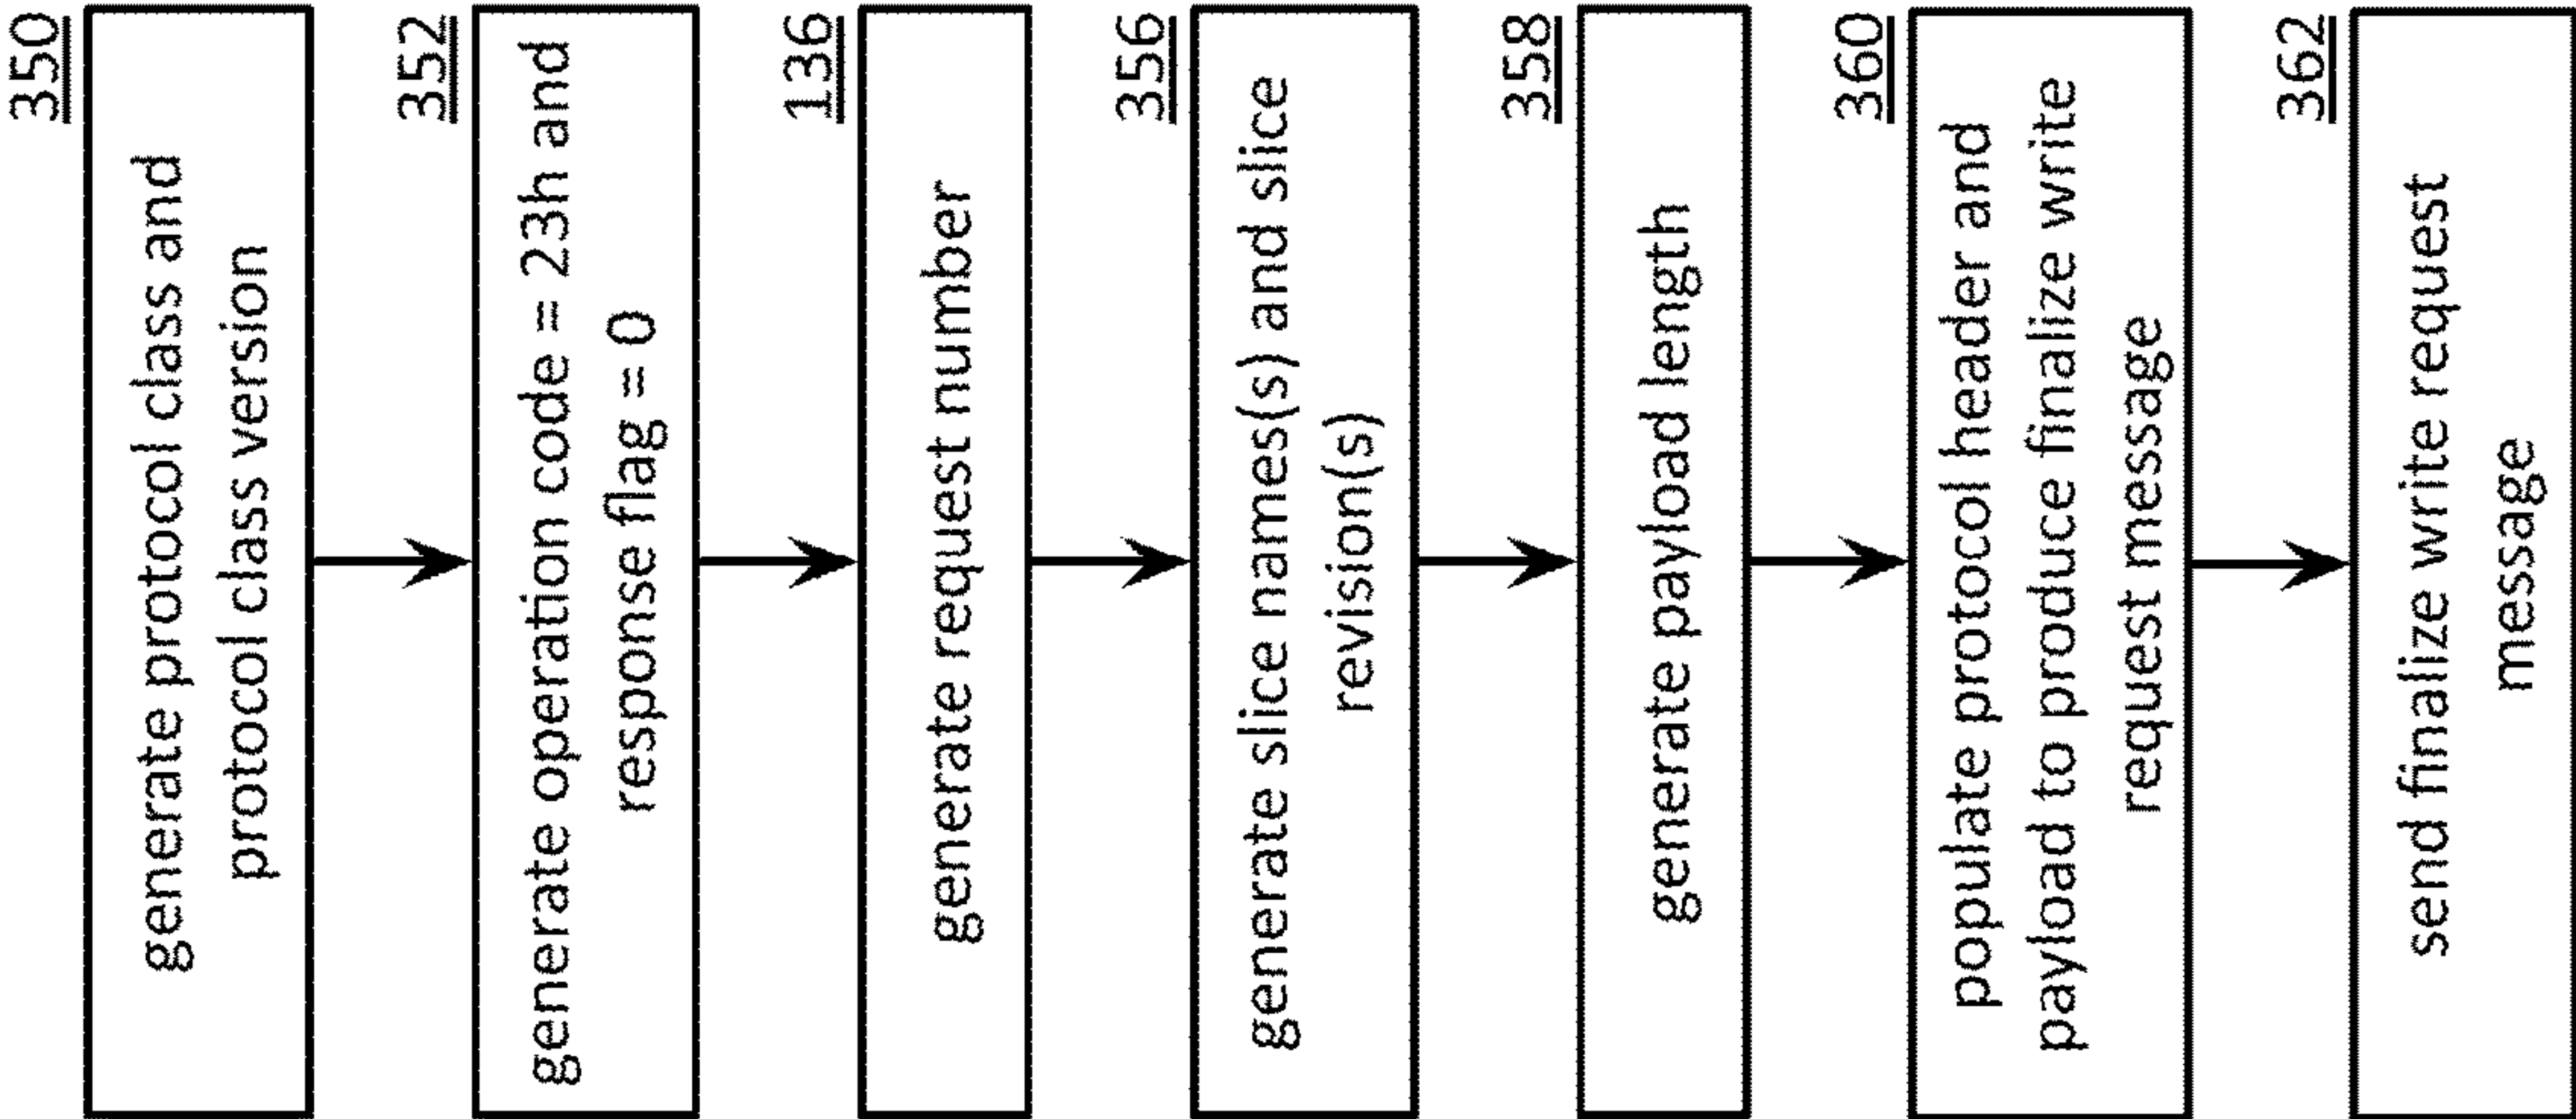 350
generate protocol class and
protocol class version
352
generate operation code = 23h and
response flag = 0
136
generate request number
356
generate slice names(s) and slice
revision(s)
358
generate payload length
360
populate protocol header and
payload to produce finalize write
request message
362
send finalize write request
message